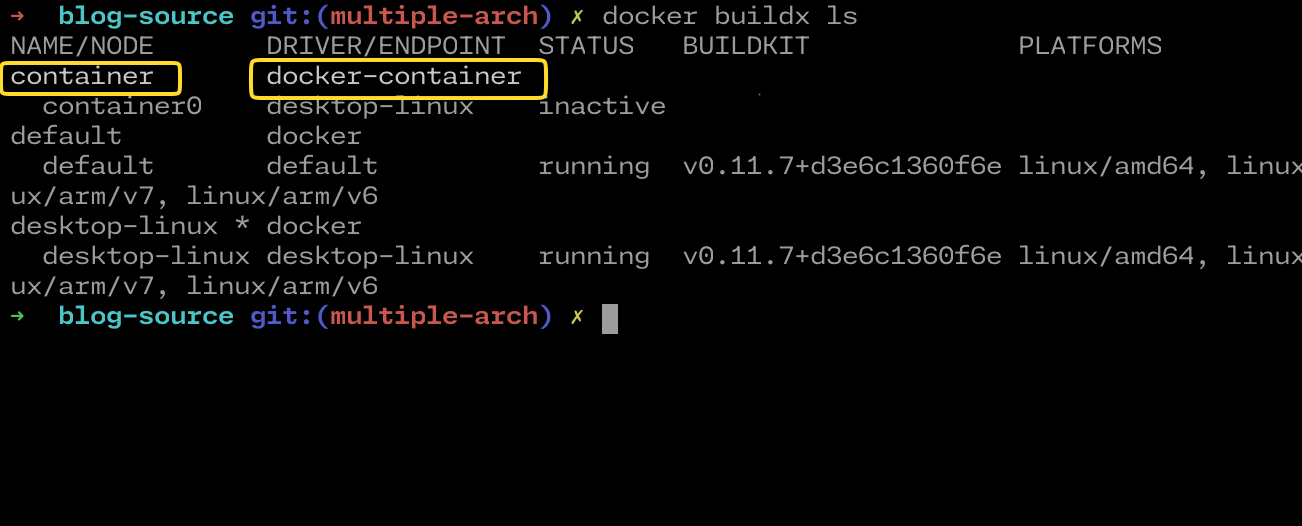 ➜  blog-source git:(multiple-arch) ✗ docker buildx ls
NAME/NODE       DRIVER/ENDPOINT  STATUS   BUILDKIT             PLATFORMS
container       docker-container
  container0    desktop-linux    inactive
default         docker
  default       default          running  v0.11.7+d3e6c1360f6e linux/amd64, linux
ux/arm/v7, linux/arm/v6
desktop-linux * docker
  desktop-linux desktop-linux    running  v0.11.7+d3e6c1360f6e linux/amd64, linux
ux/arm/v7, linux/arm/v6
➜  blog-source git:(multiple-arch) ✗